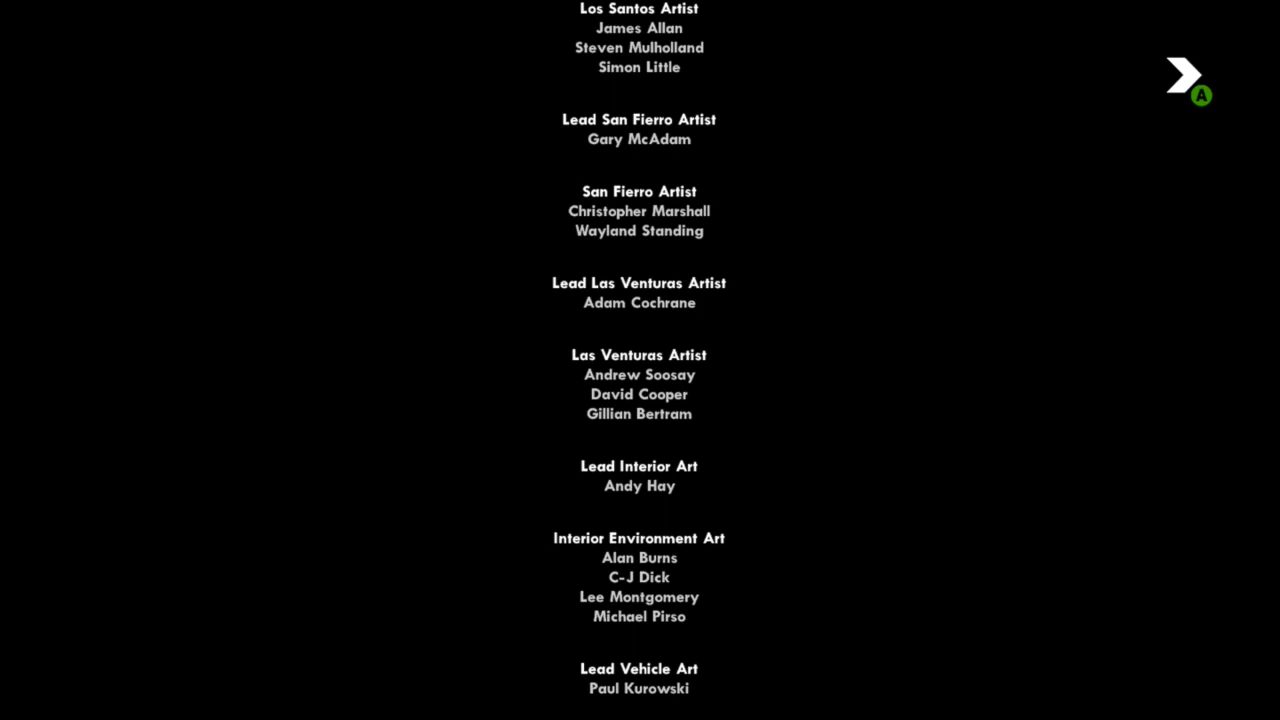 Los Santos Artist
James Allan
Steven Mulholland
Simon Little
Lead San Fierro Artist
Gary McAdam
San Fierro Artist
Christopher Marshall
Wayland Standing
Lead Las Venturas Artist
Adam Cochrane
Las Venturas Artist
Andrew Soosay
David Cooper
Gillian Bertram
Lead Interior Art
Andy Hay
Interior Environment Art
Alan Burns
C-J Dick
Lee Montgomery
Michael Pirso
Lead Vehicle Art
Paul Kurowski
A